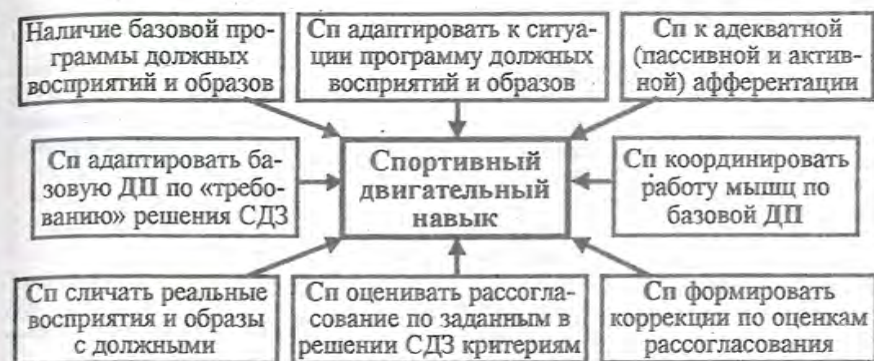 Наличие базовой про-
граммы должных
восприятий и образов
Сп адаптировать к ситуа-
ции программу должных
восприятий и образов
Сп к адекватной
(пассивной и актив-
ной) афферентации
Сп адаптировать ба-
зовую ДП по «требо-
ванию» решения СДЗ
Спортивный
двигательный
навык
Сп координировать
работу мышц по
базовой ДП
Сп сличать реальные
восприятия и образы
с должными
Сп оценивать рассогла-
сование по заданным в
решении СДЗ критериям
Сп формировать
коррекции по оценкам
рассогласования